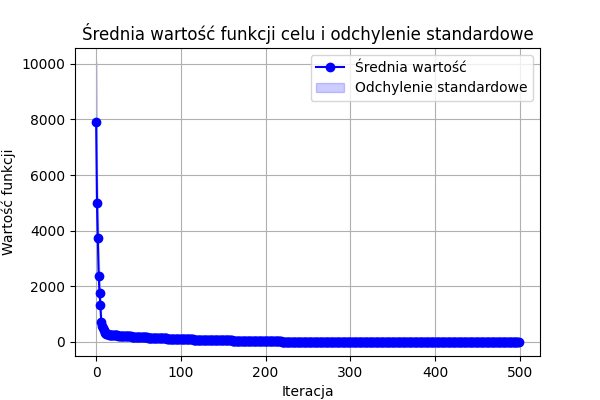 Średnia wartość funkcji celu i odchylenie standardowe
Średnia wartość
Odchylenie standardowe
Wartość funkcji
10000
8000
6000
4000
2000
0
0 100 200 300 400 500
Iteracja